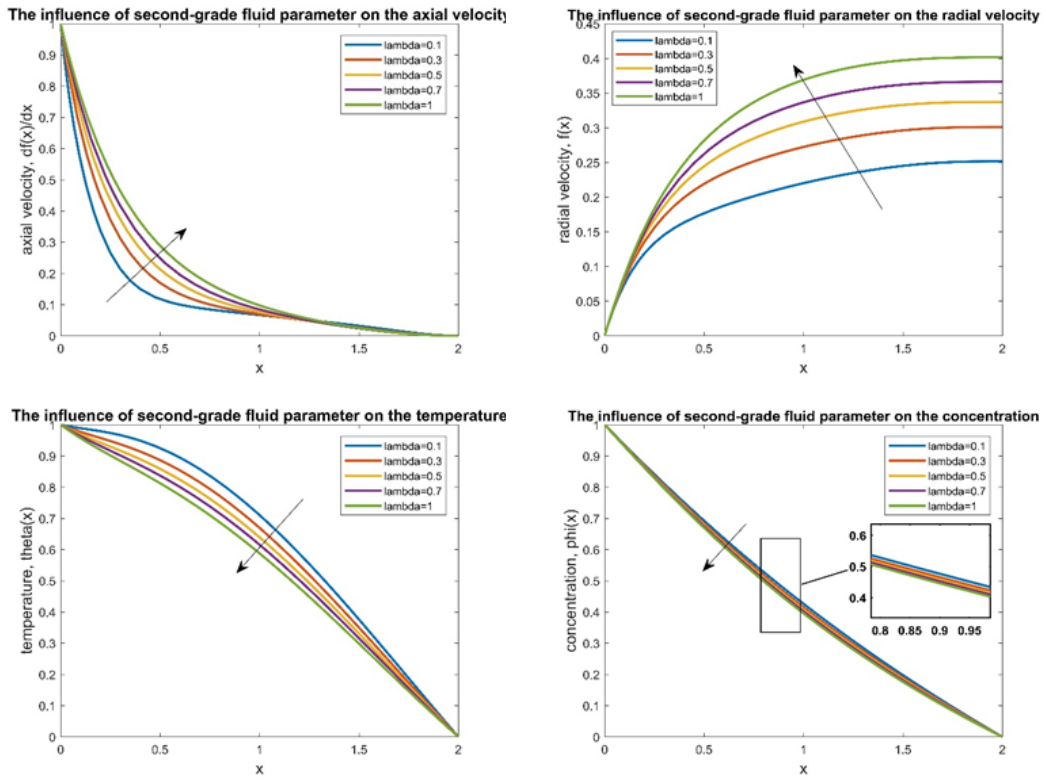 The influence of second-grade fluid parameter on the axial velocity
axial velocity, df(x)/dx
1
0.9
0.8
0.7
0.6
0.5
0.4
0.3
0.2
0.1
0
0
0.5
1
1.5
2
x
lambda=0.1
lambda=0.3
lambda=0.5
lambda=0.7
lambda=1
The influence of second-grade fluid parameter on the radial velocity
radial velocity, f(x)
0.45
0.4
0.35
0.3
0.25
0.2
0.15
0.1
0.05
0
0
0.5
1
1.5
2
x
lambda=0.1
lambda=0.3
lambda=0.5
lambda=0.7
lambda=1
The influence of second-grade fluid parameter on the temperature
temperature, theta(x)
1
0.9
0.8
0.7
0.6
0.5
0.4
0.3
0.2
0.1
0
0
0.5
1
1.5
2
x
lambda=0.1
lambda=0.3
lambda=0.5
lambda=0.7
lambda=1
The influence of second-grade fluid parameter on the concentration
concentration, phi(x)
1
0.9
0.8
0.7
0.6
0.5
0.4
0.3
0.2
0.1
0
0
0.5
1
1.5
2
x
lambda=0.1
lambda=0.3
lambda=0.5
lambda=0.7
lambda=1
0.6
0.5
0.4
0.8
0.85
0.9
0.95